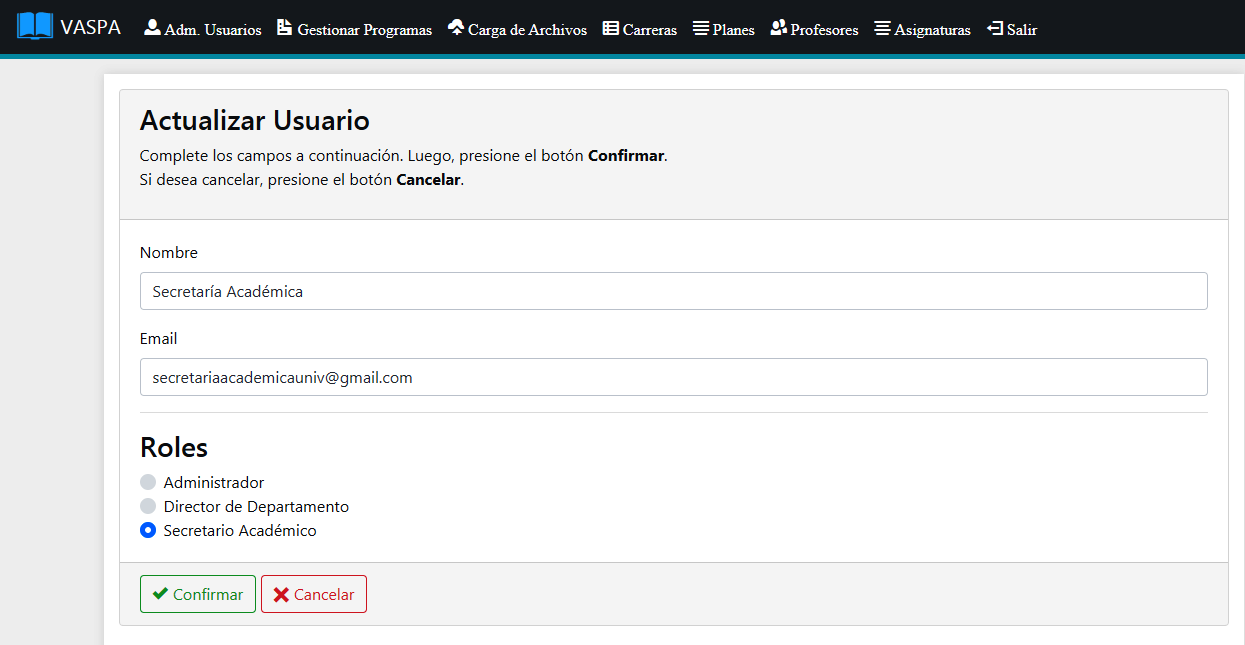 VASPA Adm. Usuarios Gestionar Programas Carga de Archivos Carreras Planes Profesores Asignaturas Salir
Actualizar Usuario
Complete los campos a continuación. Luego, presione el botón Confirmar.
Si desea cancelar, presione el botón Cancelar.
Nombre
Secretaría Académica
Email
secretariaacademicauniv@gmail.com
Roles
Administrador
Director de Departamento
Secretario Académico
Confirmar Cancelar